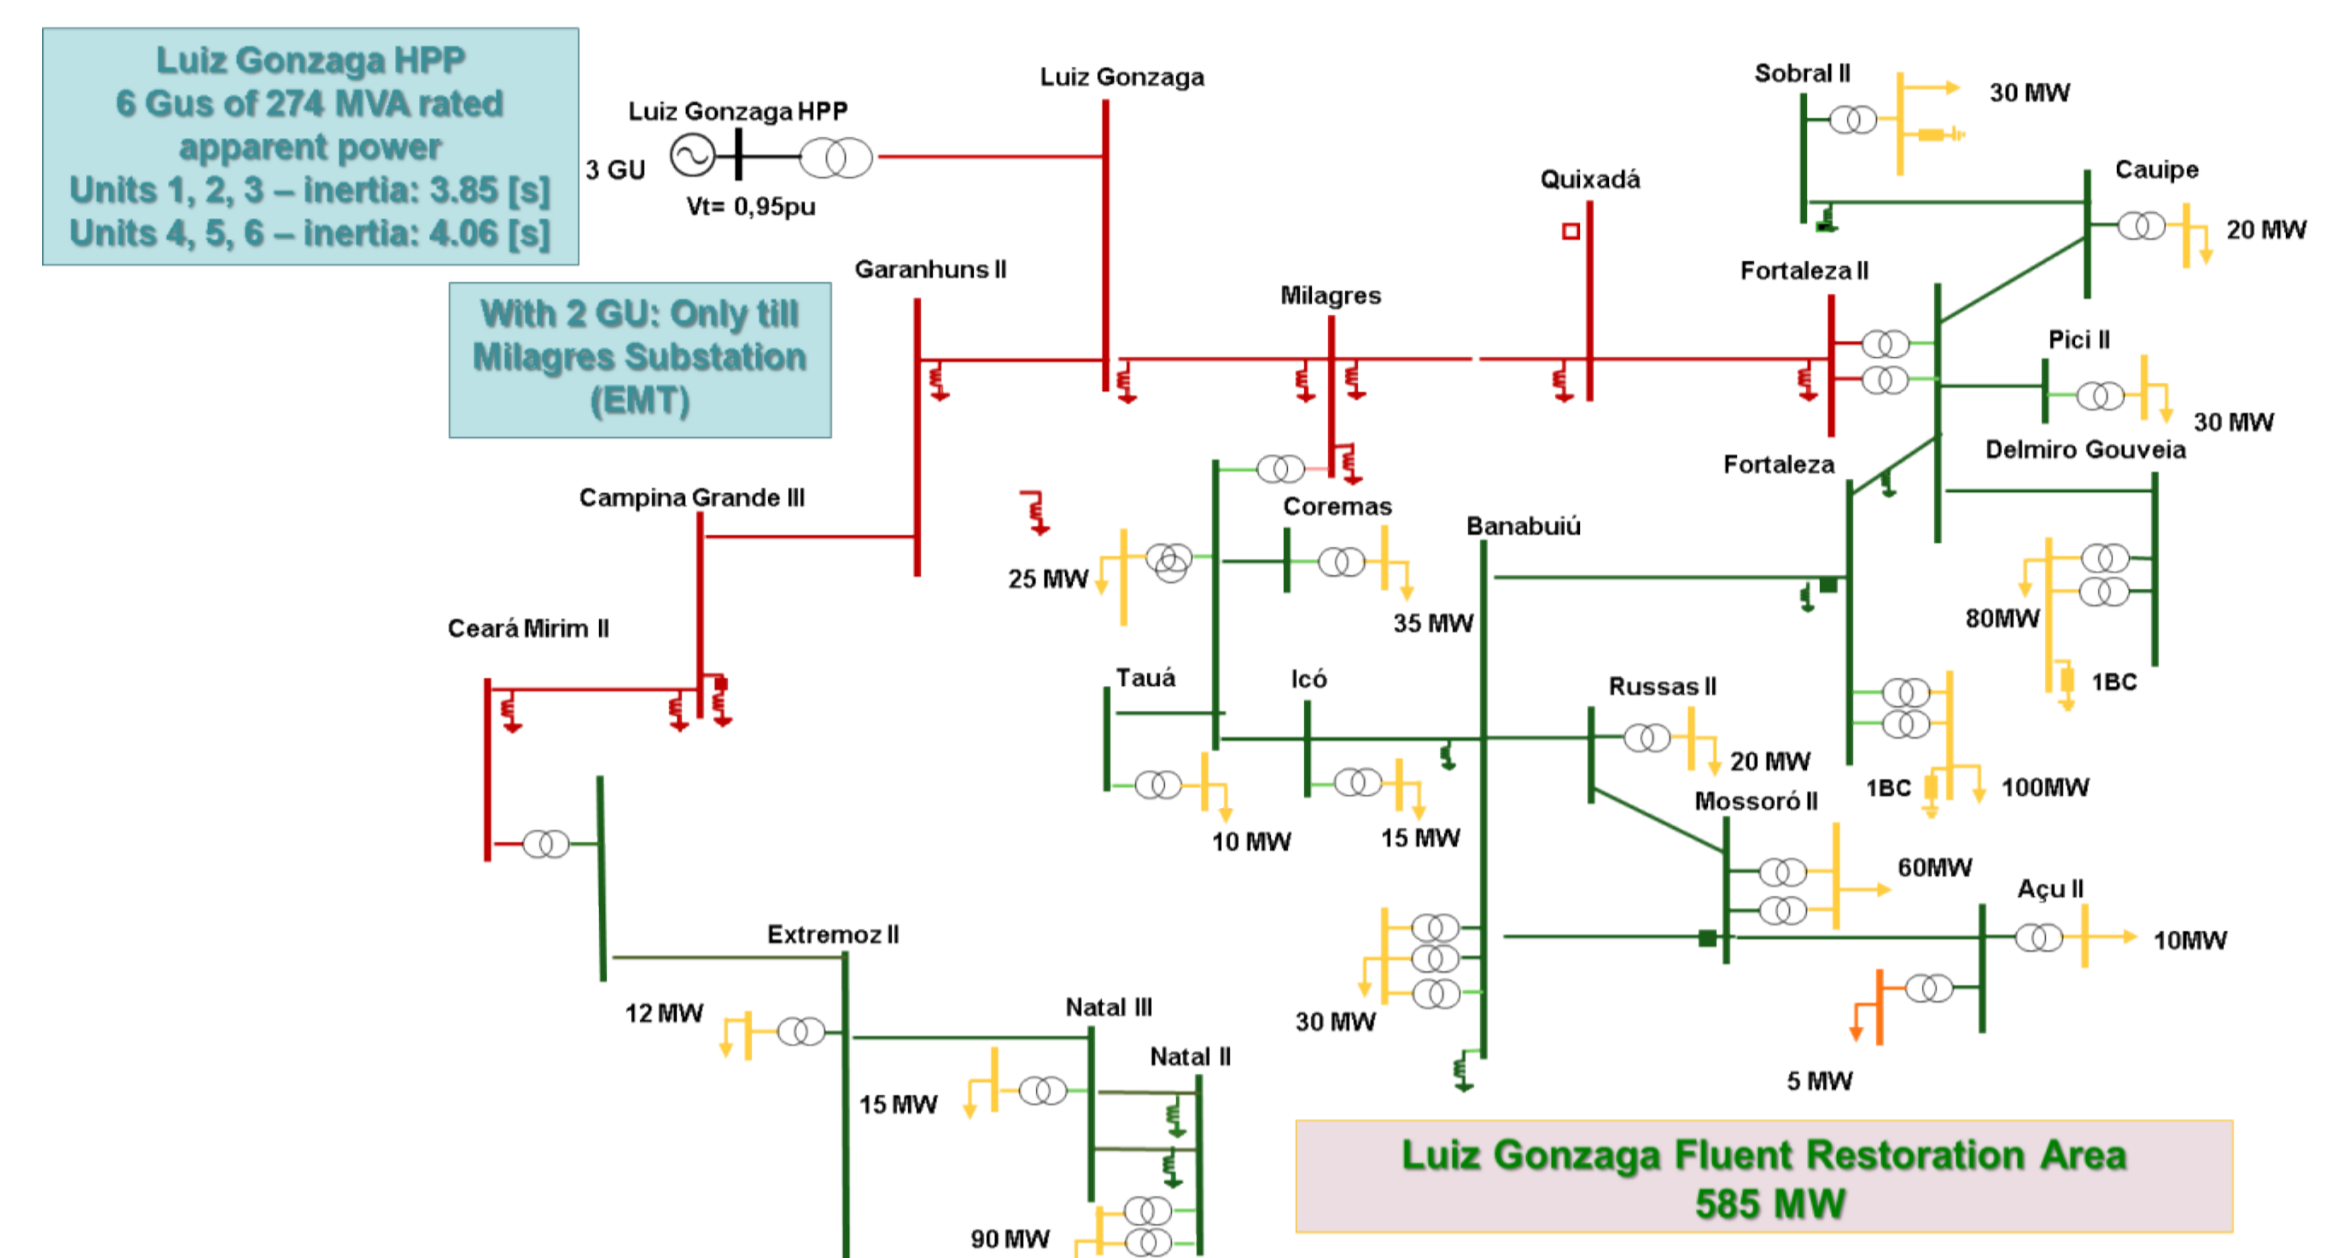 Luiz Gonzaga HPP
6 Gus of 274 MVA rated
apparent power
Units 1, 2, 3 – inertia: 3.85 [s]
Units 4, 5, 6 – inertia: 4.06 [s]
With 2 GU: Only till
Milagres Substation
(EMT)
Luiz Gonzaga HPP
3 GU
Vt= 0,95pu
Luiz Gonzaga
Garanhuns II
Milagres
Quixadá
Fortaleza II
Sobral II
30 MW
Cauipe
20 MW
Pici II
30 MW
Delmiro Gouveia
Fortaleza
80MW
1BC
1BC
100MW
Campina Grande III
Ceará Mirim II
25 MW
Coremas
35 MW
Banabuiú
Tauá
10 MW
Icó
15 MW
Russas II
20 MW
Mossoró II
60MW
Açu II
10MW
5 MW
30 MW
Extremoz II
12 MW
Natal III
15 MW
Natal II
90 MW
Luiz Gonzaga Fluent Restoration Area
585 MW